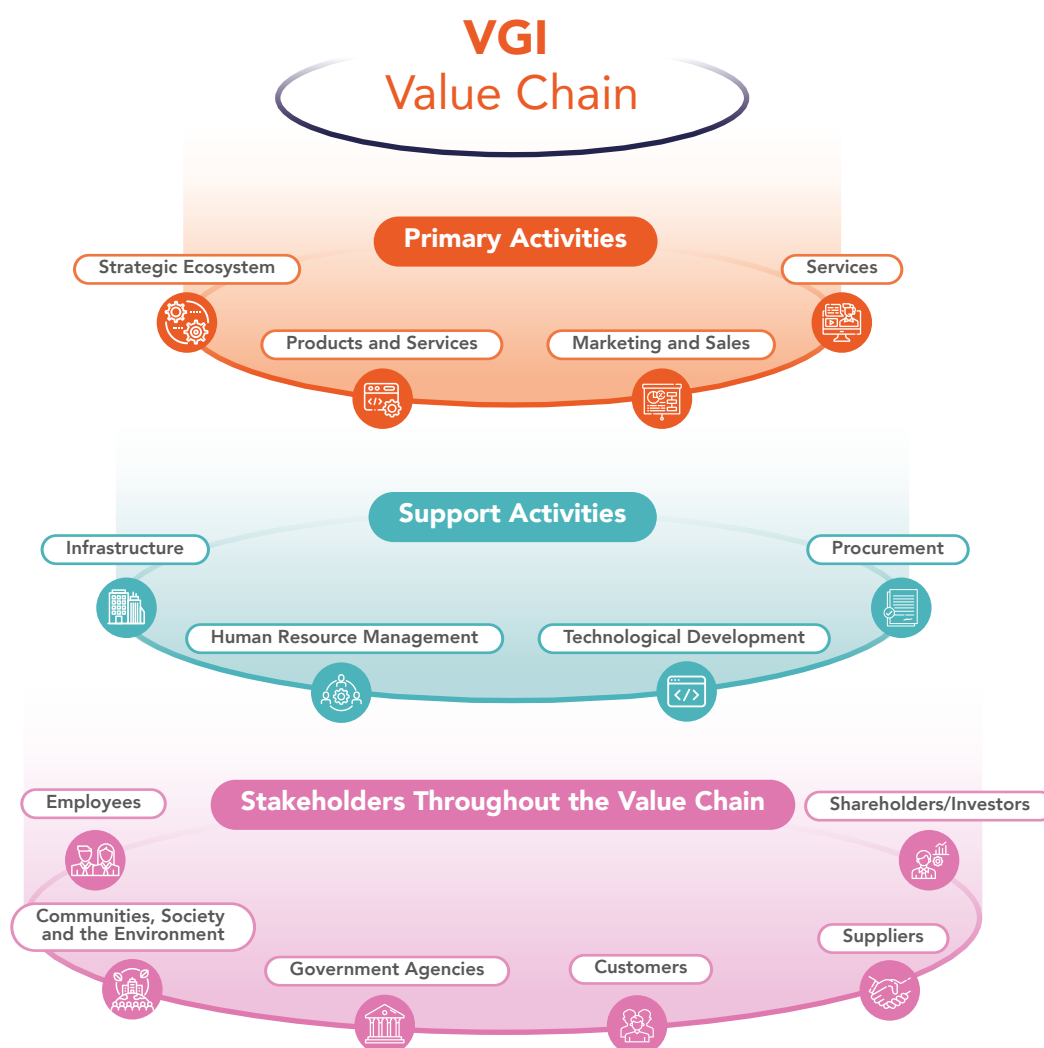 VGI
Value Chain
Primary Activities
Strategic Ecosystem
Services
Products and Services
Marketing and Sales
Support Activities
Infrastructure
Procurement
Human Resource Management
Technological Development
Stakeholders Throughout the Value Chain
Employees
Shareholders/Investors
Communities, Society
and the Environment
Suppliers
Government Agencies
Customers